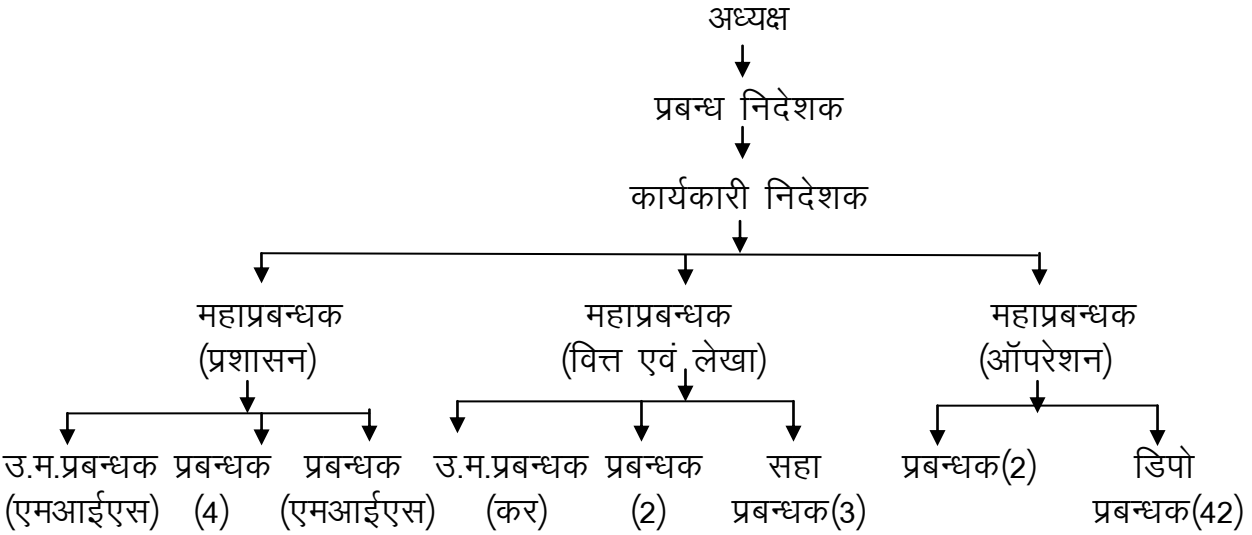 अध्यक्ष
प्रबन्ध निदेशक
कार्यकारी निदेशक
महाप्रबन्धक महाप्रबन्धक महाप्रबन्धक
(प्रशासन) (वित्त एवं लेखा) (ऑपरेशन)
उ.म.प्रबन्धक प्रबन्धक प्रबन्धक उ.म.प्रबन्धक प्रबन्धक सहा प्रबन्धक(2) डिपो
(एमआईएस) (4) (एमआईएस) (कर) (2) प्रबन्धक(3) प्रबन्धक(42)